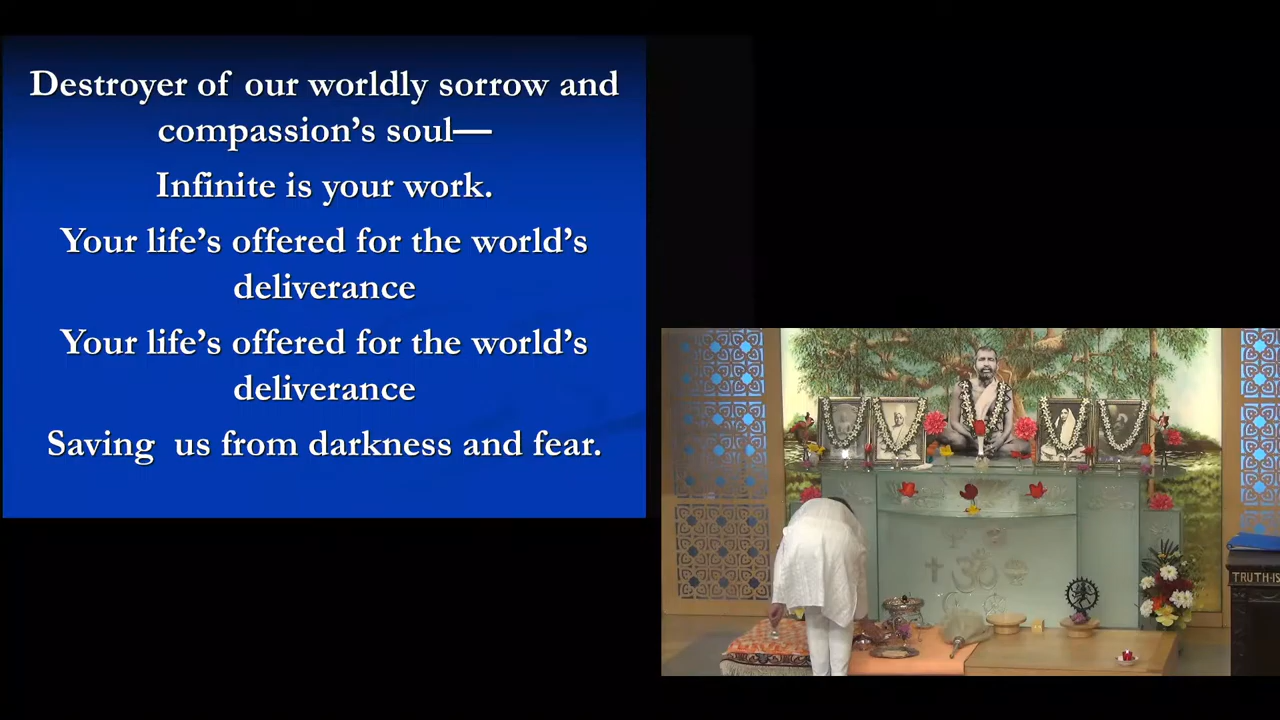 Destroyer of our worldly sorrow and
compassion’s soul—
Infinite is your work.
Your life’s offered for the world’s
deliverance
Your life’s offered for the world’s
deliverance
Saving us from darkness and fear.
ॐ
TRUTH·IS